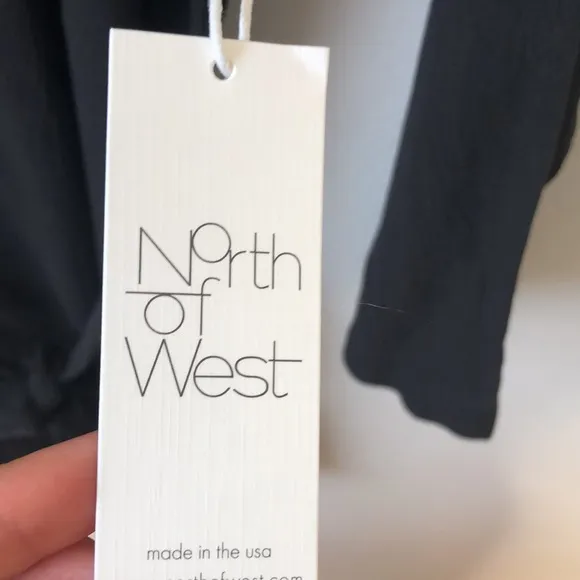 North
of
West
made in the usa